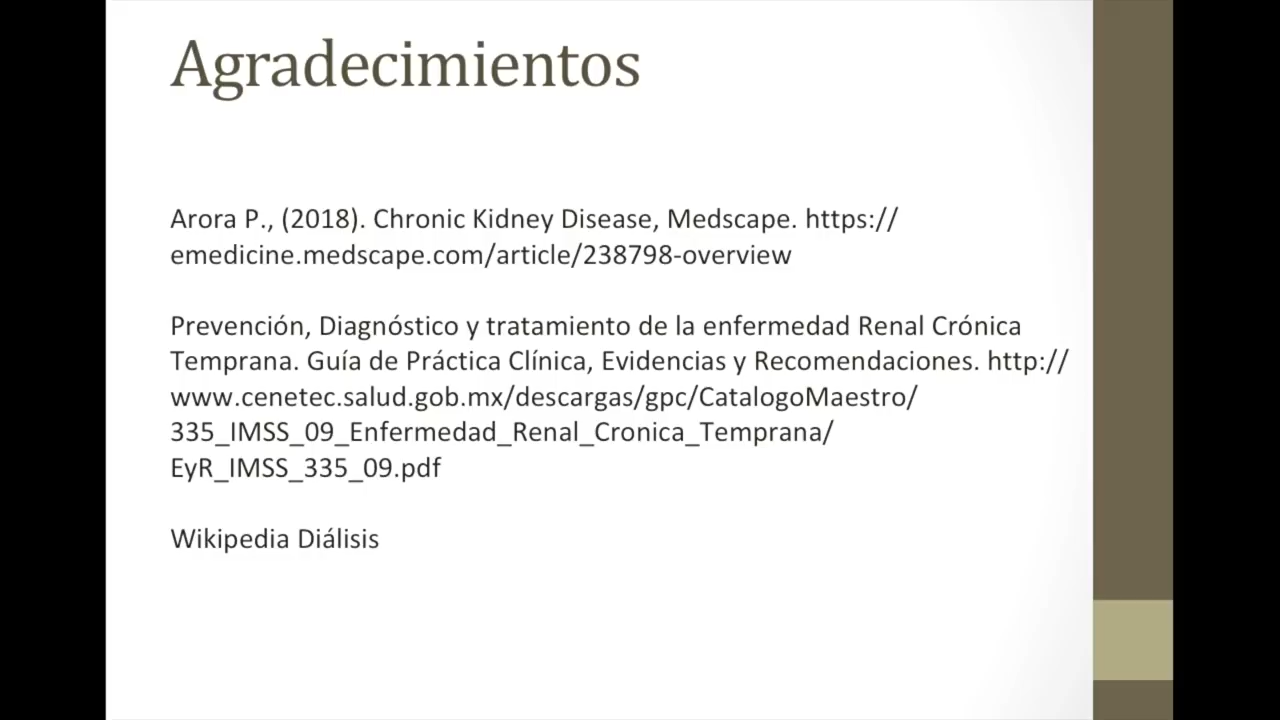 Agradecimientos
Arora P., (2018). Chronic Kidney Disease, Medscape. https://
emedicine.medscape.com/article/238798-overview
Prevención, Diagnóstico y tratamiento de la enfermedad Renal Crónica
Temprana. Guía de Práctica Clínica, Evidencias y Recomendaciones. http://
www.cenetec.salud.gob.mx/descargas/gpc/CatalogoMaestro/
335_IMSS_09_Enfermedad_Renal_Cronica_Temprana/
EyR_IMSS_335_09.pdf
Wikipedia Diálisis